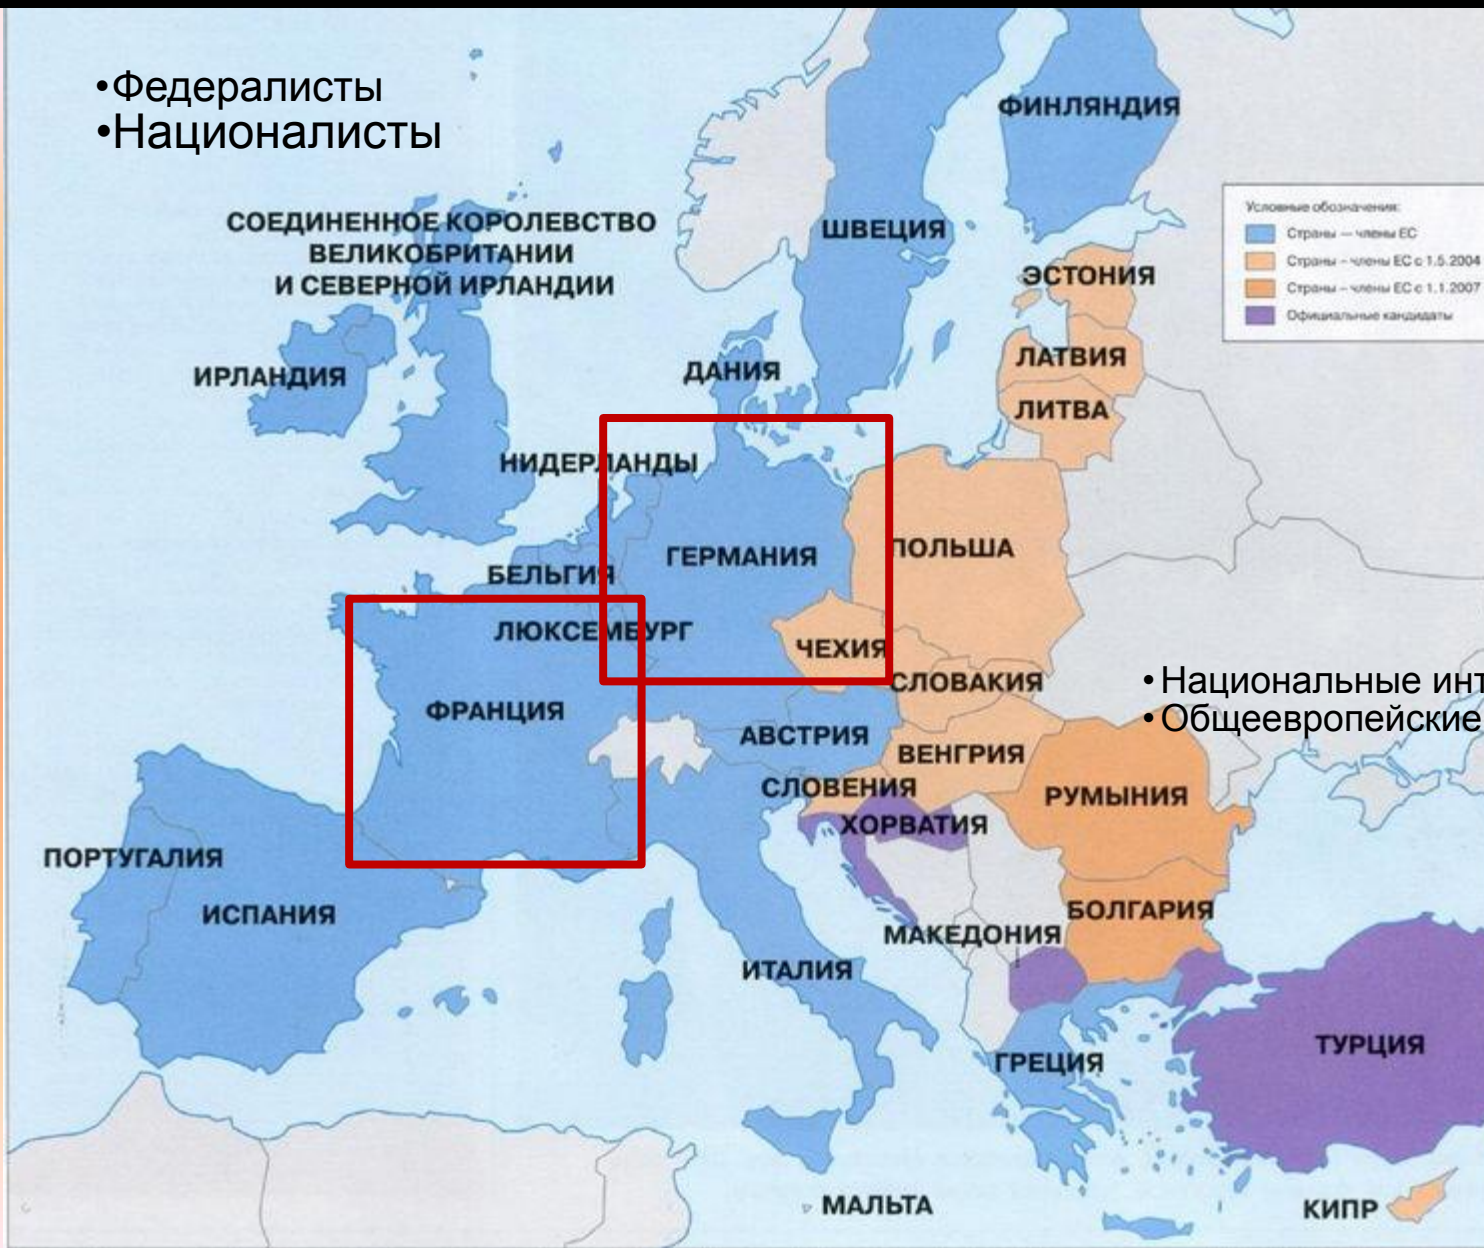 •Федералисты
•Националисты
ФИНЛЯНДИЯ
СОЕДИНЕННОЕ КОРОЛЕВСТВО
ВЕЛИКОБРИТАНИИ
И СЕВЕРНОЙ ИРЛАНДИИ
ШВЕЦИЯ
Условные обозначения:
Страны — члены ЕС
Страны – члены ЕС с 1.5.2004
Страны – члены ЕС с 1.1.2007
Официальные кандидаты
ЭСТОНИЯ
ИРЛАНДИЯ
ДАНИЯ
ЛАТВИЯ
ЛИТВА
НИДЕРЛАНДЫ
ГЕРМАНИЯ
ПОЛЬША
БЕЛЬГИЯ
ЛЮКСЕМБУРГ
ЧЕХИЯ
СЛОВАКИЯ
•Национальные инт
•Общеевропейские
ФРАНЦИЯ
АВСТРИЯ
ВЕНГРИЯ
СЛОВЕНИЯ
РУМЫНИЯ
ХОРВАТИЯ
ПОРТУГАЛИЯ
ИСПАНИЯ
БОЛГАРИЯ
МАКЕДОНИЯ
ИТАЛИЯ
ТУРЦИЯ
ГРЕЦИЯ
МАЛЬТА
КИПР